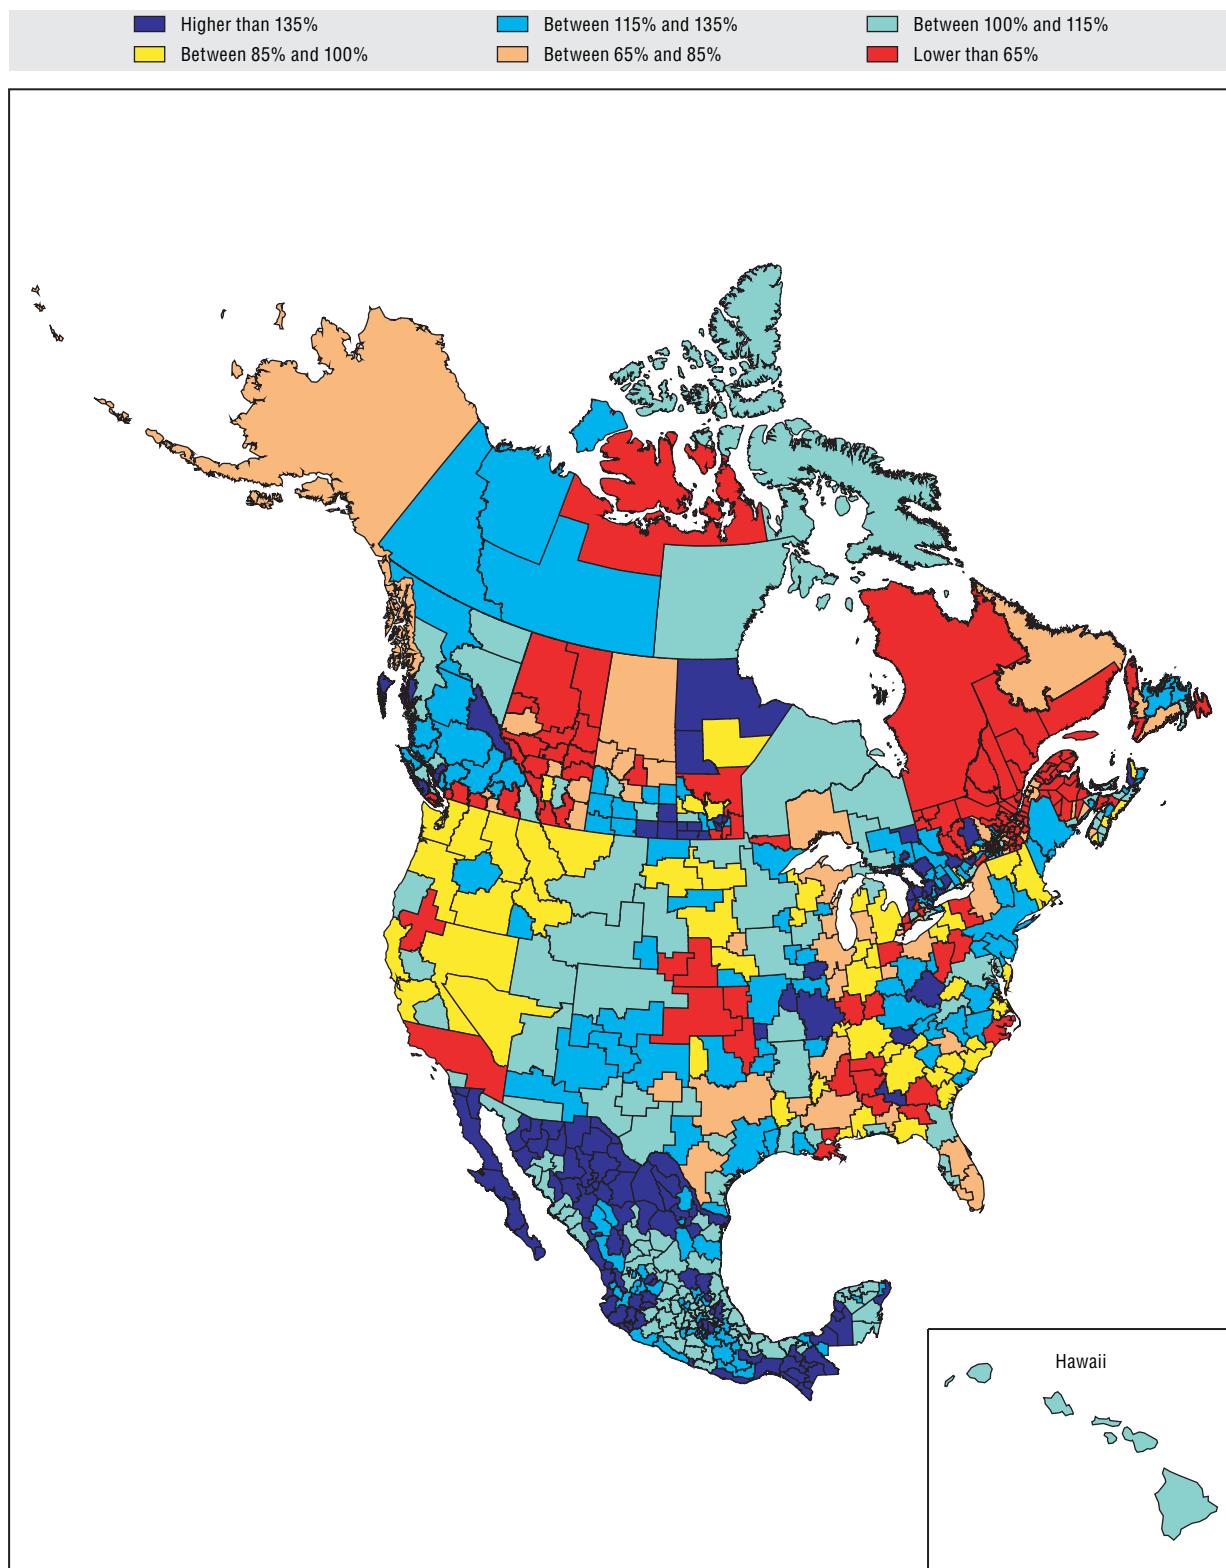 Higher than 135% Between 115% and 135% Between 100% and 115%
Between 85% and 100% Between 65% and 85% Lower than 65%
Hawaii